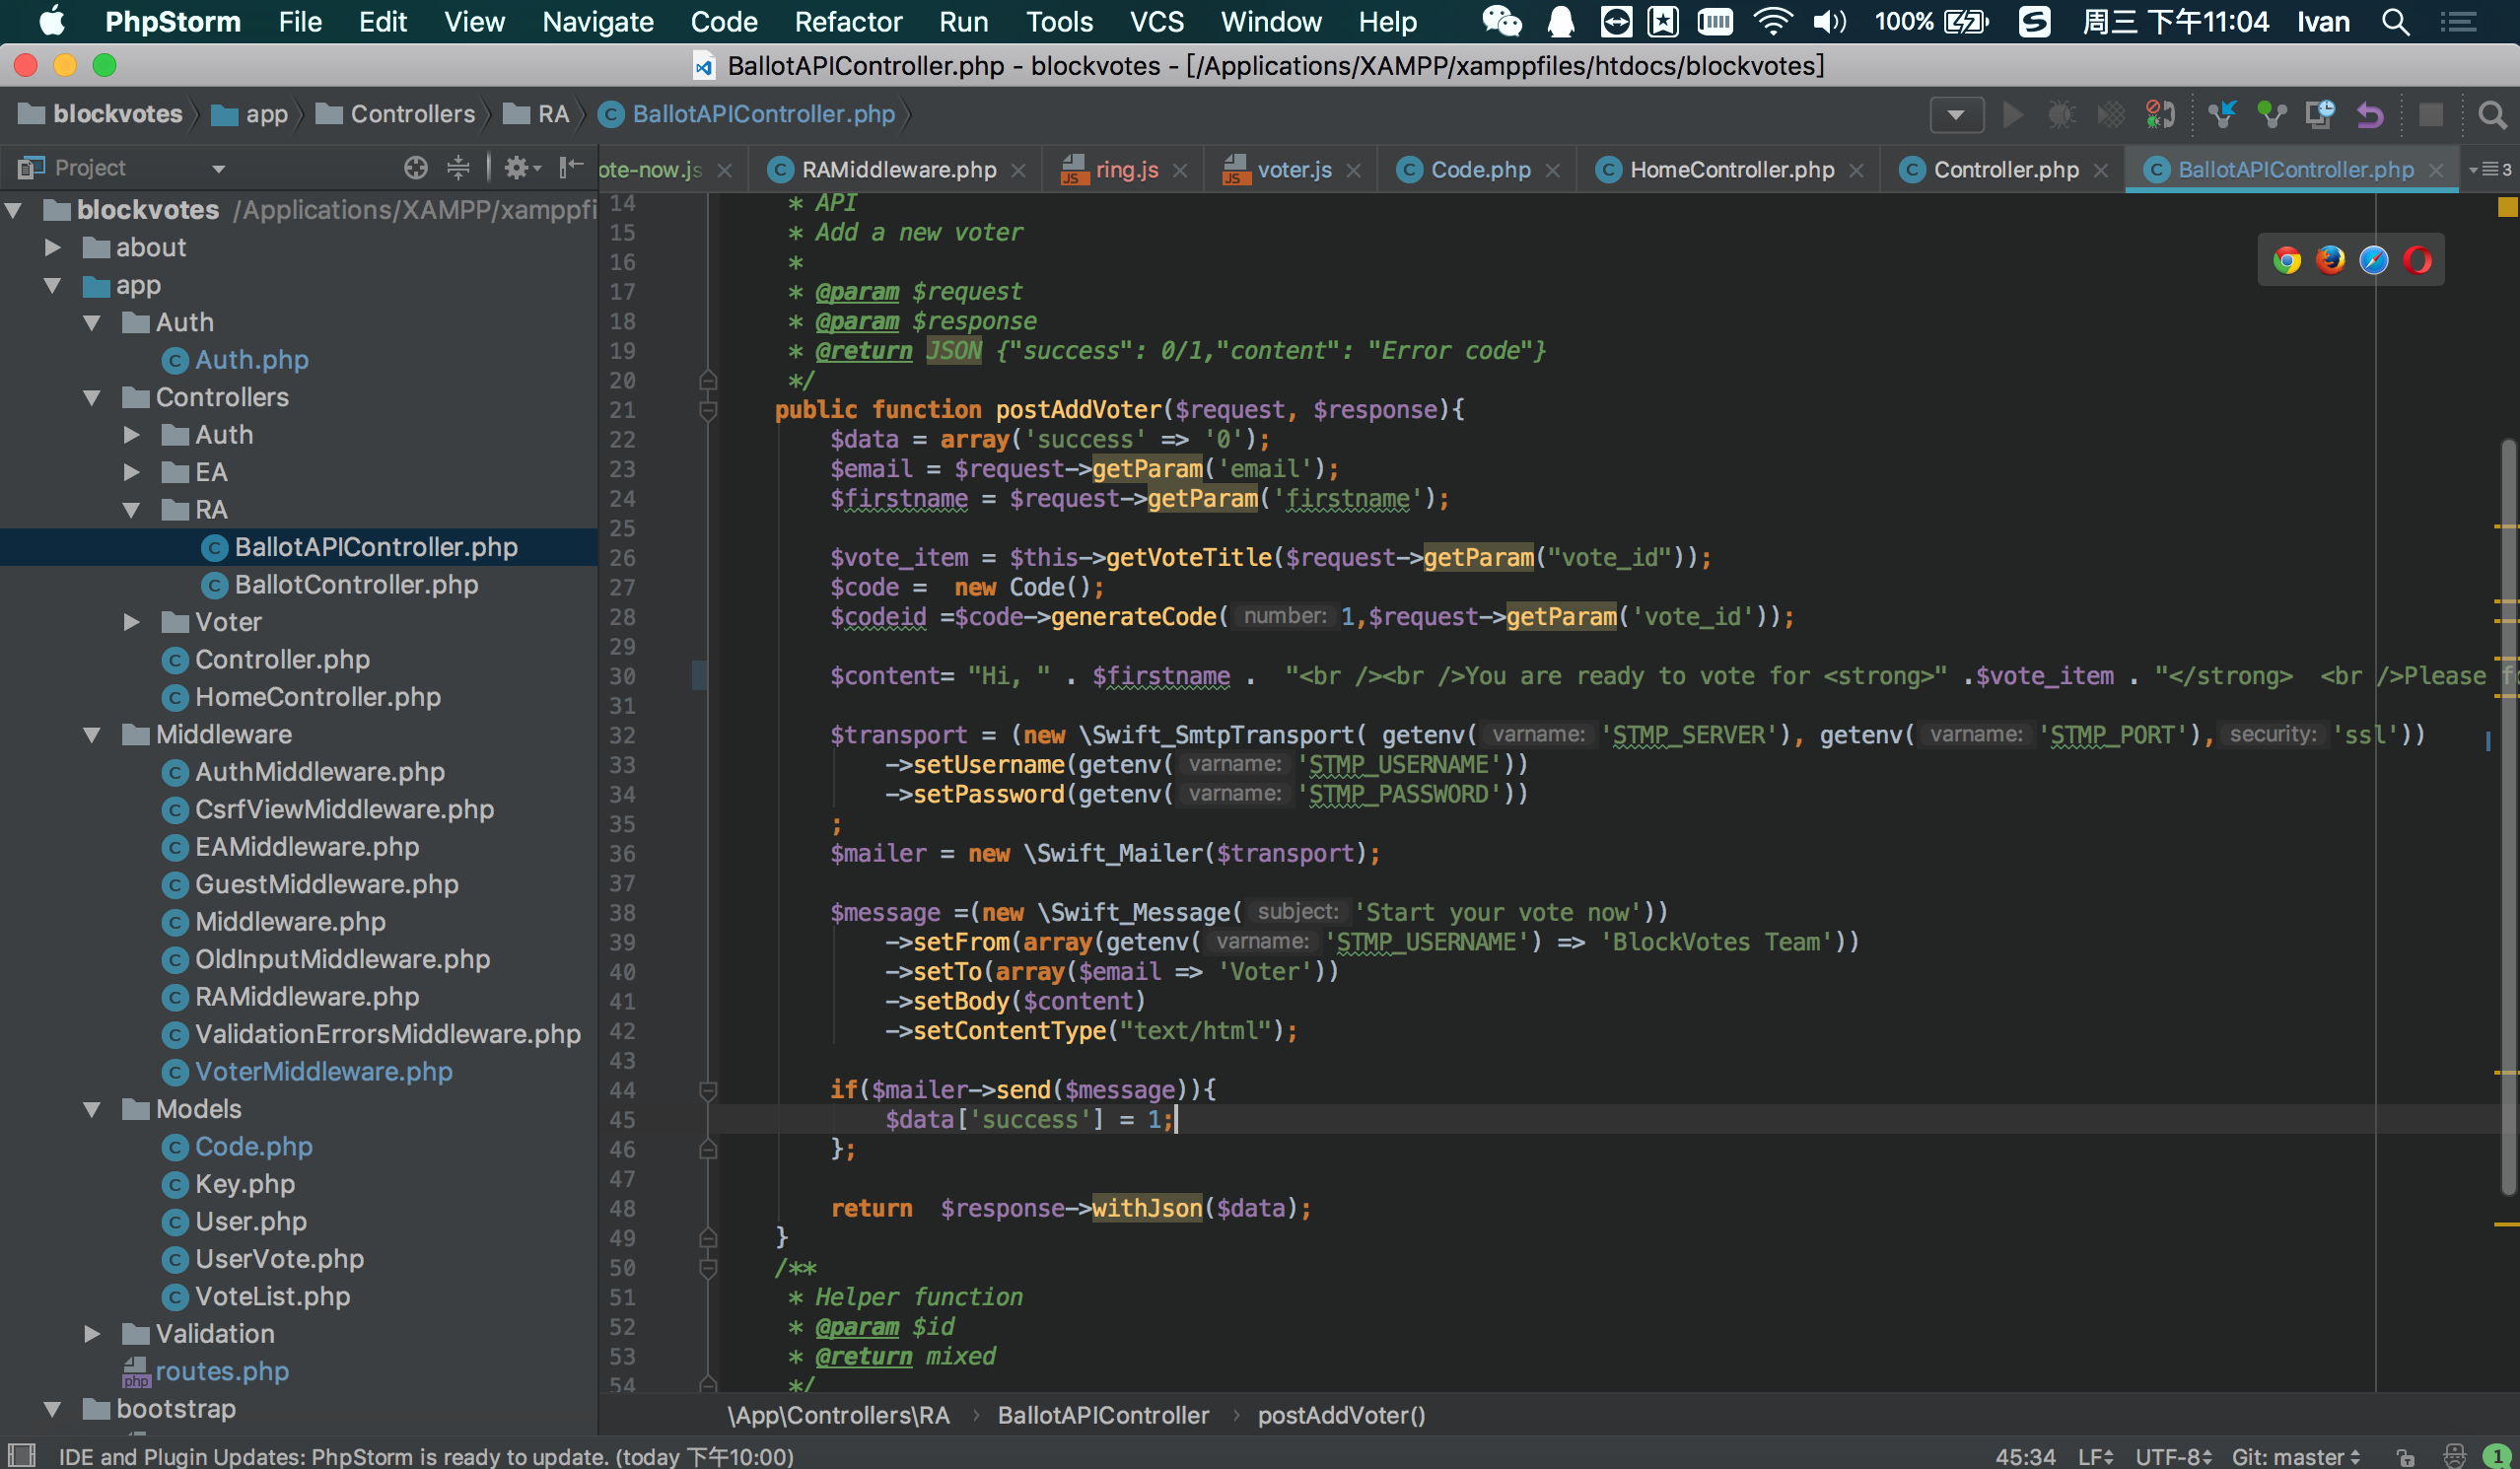 PhpStorm File Edit View Navigate Code Refactor Run Tools VCS Window Help 100% 周三 下午11:04 Ivan
BallotAPIController.php - blockvotes - [/Applications/XAMPP/xamppfiles/htdocs/blockvotes]
blockvotes app Controllers RA BallotAPIController.php
Project
ote-now.js RAMiddleware.php ring.js voter.js Code.php HomeController.php Controller.php BallotAPIController.php 3
blockvotes /Applications/XAMPP/xamppfi
about
app
Auth
Auth.php
Controllers
Auth
EA
RA
BallotAPIController.php
BallotController.php
Voter
Controller.php
HomeController.php
Middleware
AuthMiddleware.php
CsrfViewMiddleware.php
EAMiddleware.php
GuestMiddleware.php
Middleware.php
OldInputMiddleware.php
RAMiddleware.php
ValidationErrorsMiddleware.php
VoterMiddleware.php
Models
Code.php
Key.php
User.php
UserVote.php
VoteList.php
Validation
routes.php
bootstrap
14 * API
15 * Add a new voter
16 *
17 * @param $request
18 * @param $response
19 * @return JSON {"success": 0/1,"content": "Error code"}
20 */
21 public function postAddVoter($request, $response){
22 $data = array('success' => '0');
23 $email = $request->getParam('email');
24 $firstname = $request->getParam('firstname');
25
26 $vote_item = $this->getVoteTitle($request->getParam("vote_id"));
27 $code =  new Code();
28 $codeid =$code->generateCode( number: 1,$request->getParam('vote_id'));
29
30 $content= "Hi, " . $firstname .  "<br /><br />You are ready to vote for <strong>" .$vote_item . "</strong>  <br />Please
31
32 $transport = (new \Swift_SmtpTransport( getenv( varname: 'STMP_SERVER'), getenv( varname: 'STMP_PORT'), security: 'ssl'))
33 ->setUsername(getenv( varname: 'STMP_USERNAME'))
34 ->setPassword(getenv( varname: 'STMP_PASSWORD'))
35 ;
36 $mailer = new \Swift_Mailer($transport);
37
38 $message =(new \Swift_Message( subject: 'Start your vote now'))
39 ->setFrom(array(getenv( varname: 'STMP_USERNAME') => 'BlockVotes Team'))
40 ->setTo(array($email => 'Voter'))
41 ->setBody($content)
42 ->setContentType("text/html");
43
44 if($mailer->send($message)){
45 $data['success'] = 1;
46 };
47
48 return  $response->withJson($data);
49 }
50 /**
51 * Helper function
52 * @param $id
53 * @return mixed
54 */
\App\Controllers\RA › BallotAPIController › postAddVoter()
IDE and Plugin Updates: PhpStorm is ready to update. (today 下午10:00) 45:34 LF UTF-8 Git: master 1